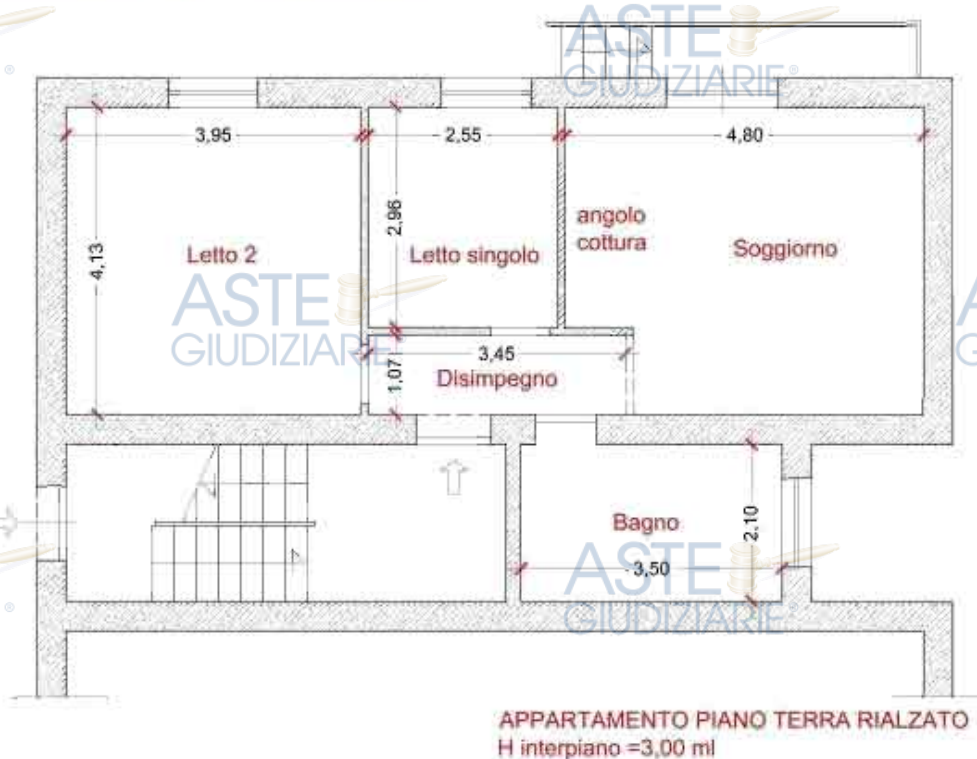 ASTE
GIUDIZIARIE®
3,95
2,55
4,80
4,13
2,96
angolo
cottura
Letto 2
Letto singolo
Soggiorno
ASTE
GIUDIZIARIE
3,45
1,07
Disimpegno
Bagno
2,10
3,50
ASTE
GIUDIZIARIE
APPARTAMENTO PIANO TERRA RIALZATO
H interpiano =3,00 ml